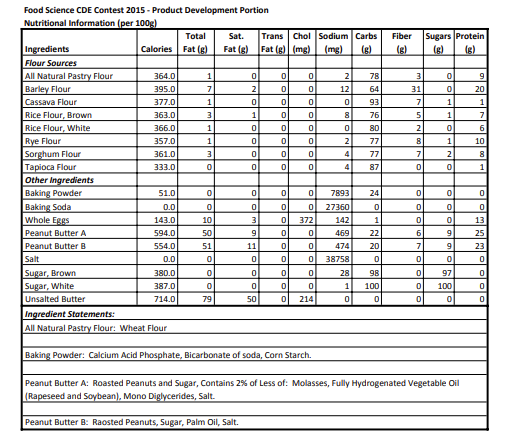 Food Science CDE Contest 2015 - Product Development Portion
Nutritional Information (per 100g)
Total Sat. Trans Chol Sodium Carbs Fiber Sugars Protein
Ingredients Calories Fat (g) Fat (g) Fat (g) (mg) (mg) (g) (g) (g) (g)
Flour Sources
All Natural Pastry Flour 364.0 1 0 0 0 2 78 3 0 9
Barley Flour 395.0 7 2 0 0 12 64 31 0 20
Cassava Flour 377.0 1 0 0 0 0 93 7 1 1
Rice Flour, Brown 363.0 3 1 0 0 8 76 5 1 7
Rice Flour, White 366.0 1 0 0 0 0 80 2 0 6
Rye Flour 357.0 1 0 0 0 2 77 8 1 10
Sorghum Flour 361.0 3 0 0 0 4 77 7 2 8
Tapioca Flour 333.0 0 0 0 0 4 87 0 0 1
Other Ingredients
Baking Powder 51.0 0 0 0 0 7893 24 0 0 0
Baking Soda 0.0 0 0 0 0 27360 0 0 0 0
Whole Eggs 143.0 10 3 0 372 142 1 0 0 13
Peanut Butter A 594.0 50 9 0 0 469 22 6 9 25
Peanut Butter B 554.0 51 11 0 0 474 20 7 9 23
Salt 0.0 0 0 0 0 38758 0 0 0 0
Sugar, Brown 380.0 0 0 0 0 28 98 0 97 0
Sugar, White 387.0 0 0 0 0 1 100 0 100 0
Unsalted Butter 714.0 79 50 0 214 0 0 0 0 0
Ingredient Statements:
All Natural Pastry Flour: Wheat Flour
Baking Powder: Calcium Acid Phosphate, Bicarbonate of soda, Corn Starch.
Peanut Butter A: Roasted Peanuts and Sugar, Contains 2% of Less of: Molasses, Fully Hydrogenated Vegetable Oil
(Rapeseed and Soybean), Mono Diglycerides, Salt.
Peanut Butter B: Raosted Peanuts, Sugar, Palm Oil, Salt.